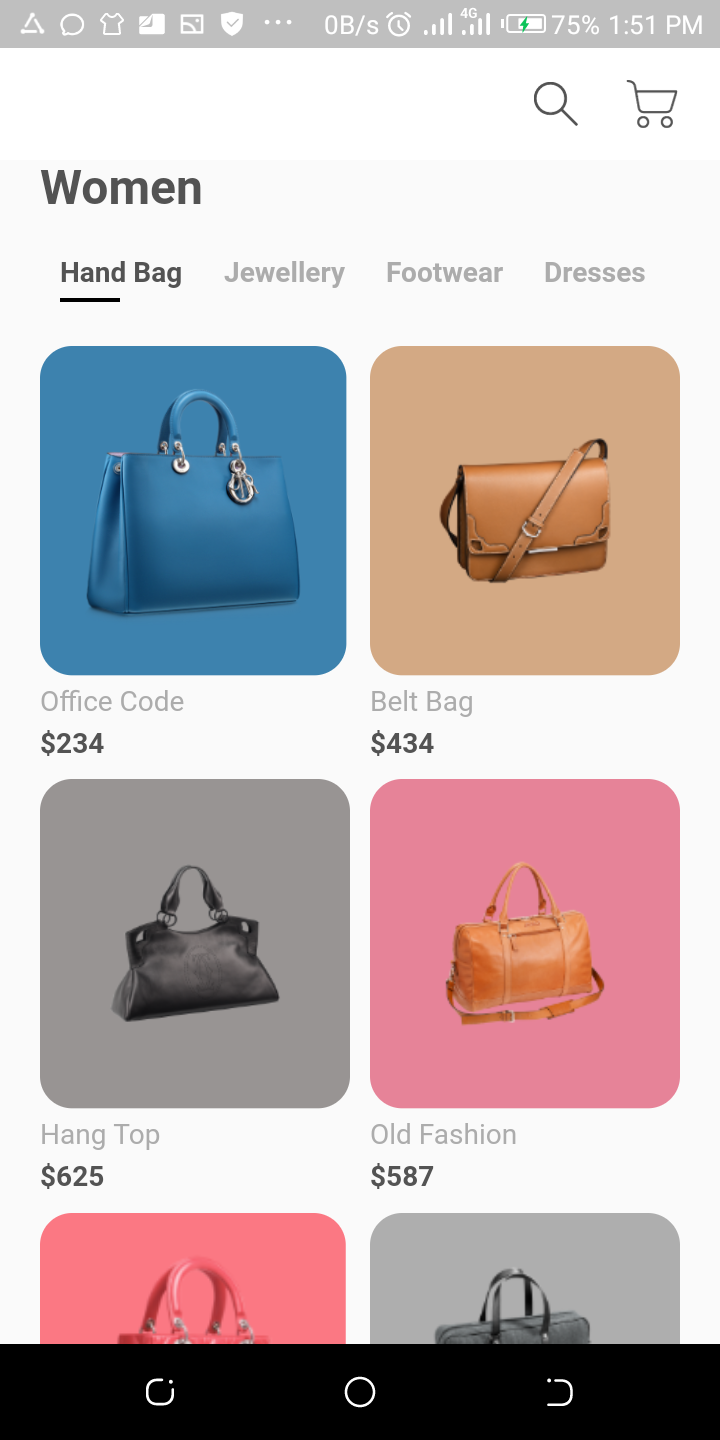 0B/s 4G 75% 1:51 PM
Women
Hand Bag Jewellery Footwear Dresses
Office Code Belt Bag
$234 $434
Hang Top Old Fashion
$625 $587